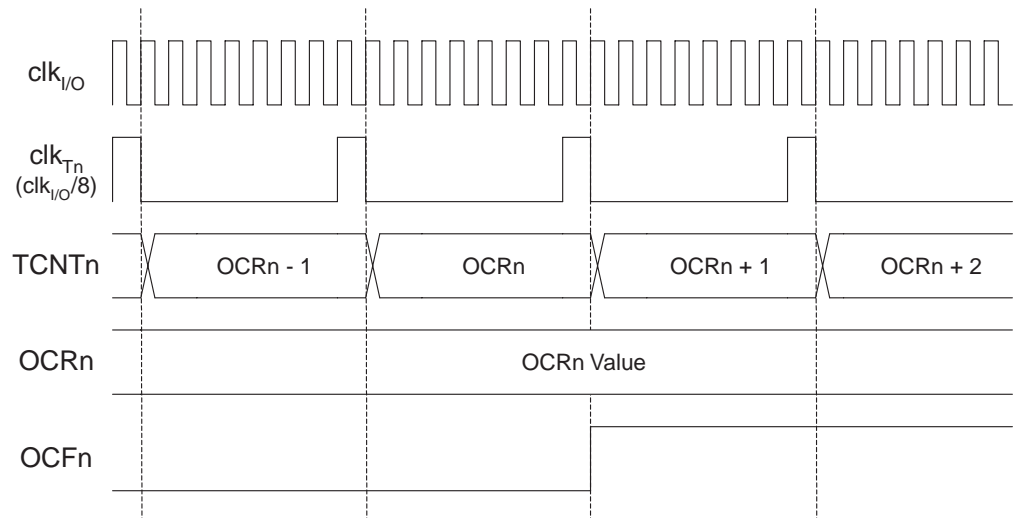 clkI/O
clkTn
(clkI/O/8)
TCNTn OCRn - 1 OCRn OCRn + 1 OCRn + 2
OCRn OCRn Value
OCFn